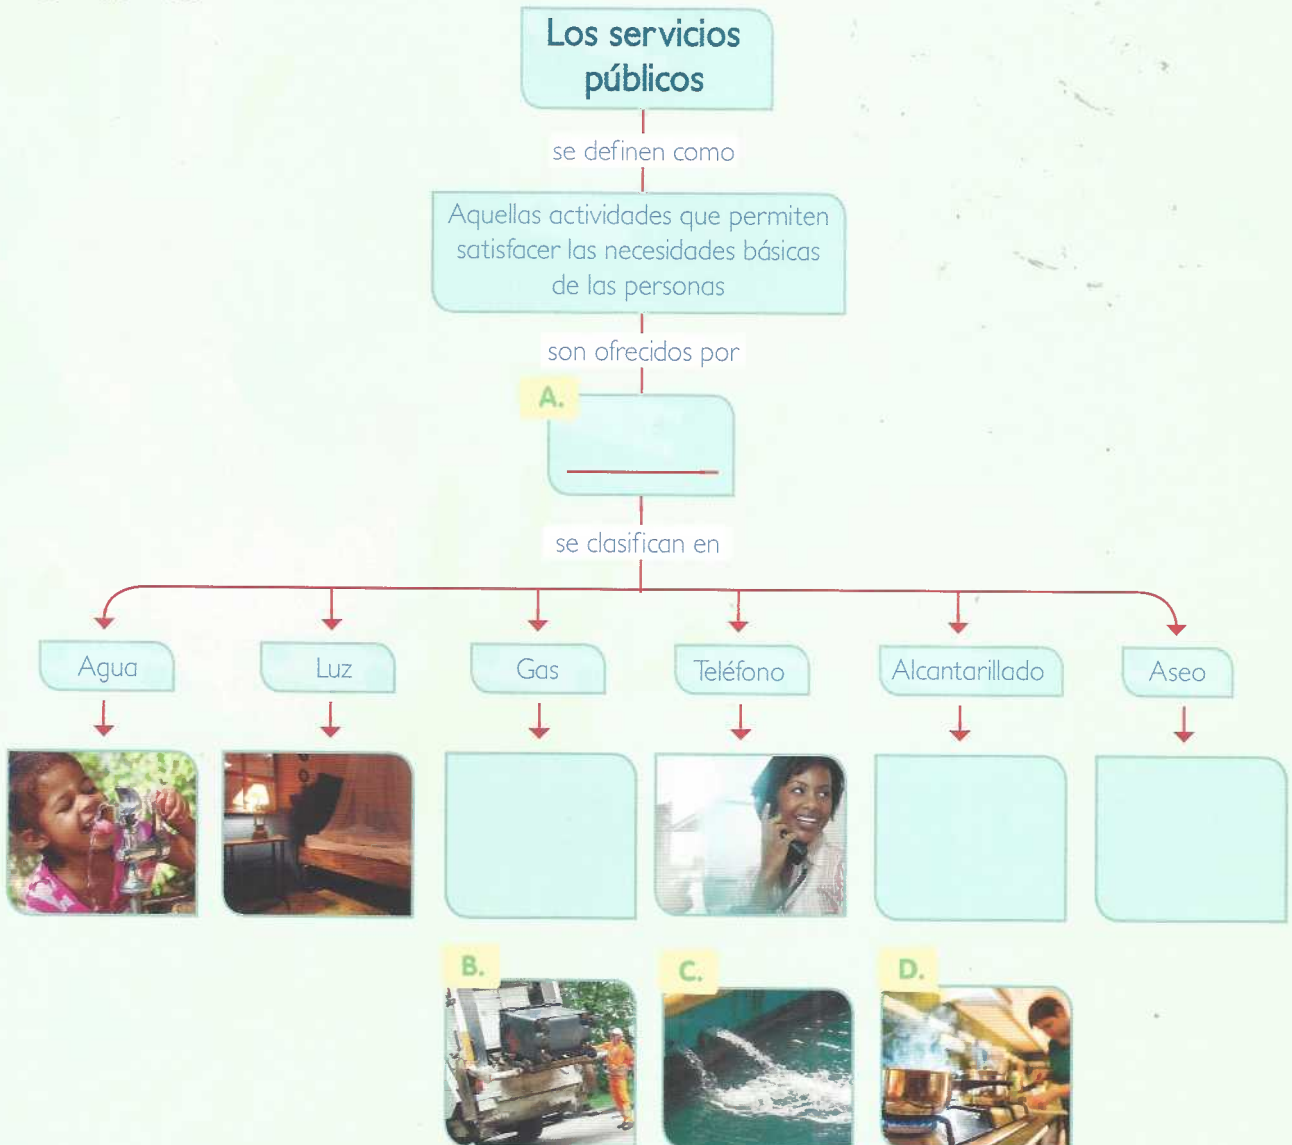 Los servicios
públicos
se definen como
Aquellas actividades que permiten
satisfacer las necesidades básicas
de las personas
son ofrecidos por
A.
se clasifican en
Agua
Luz
Gas
Teléfono
Alcantarillado
Aseo
B.
C.
D.